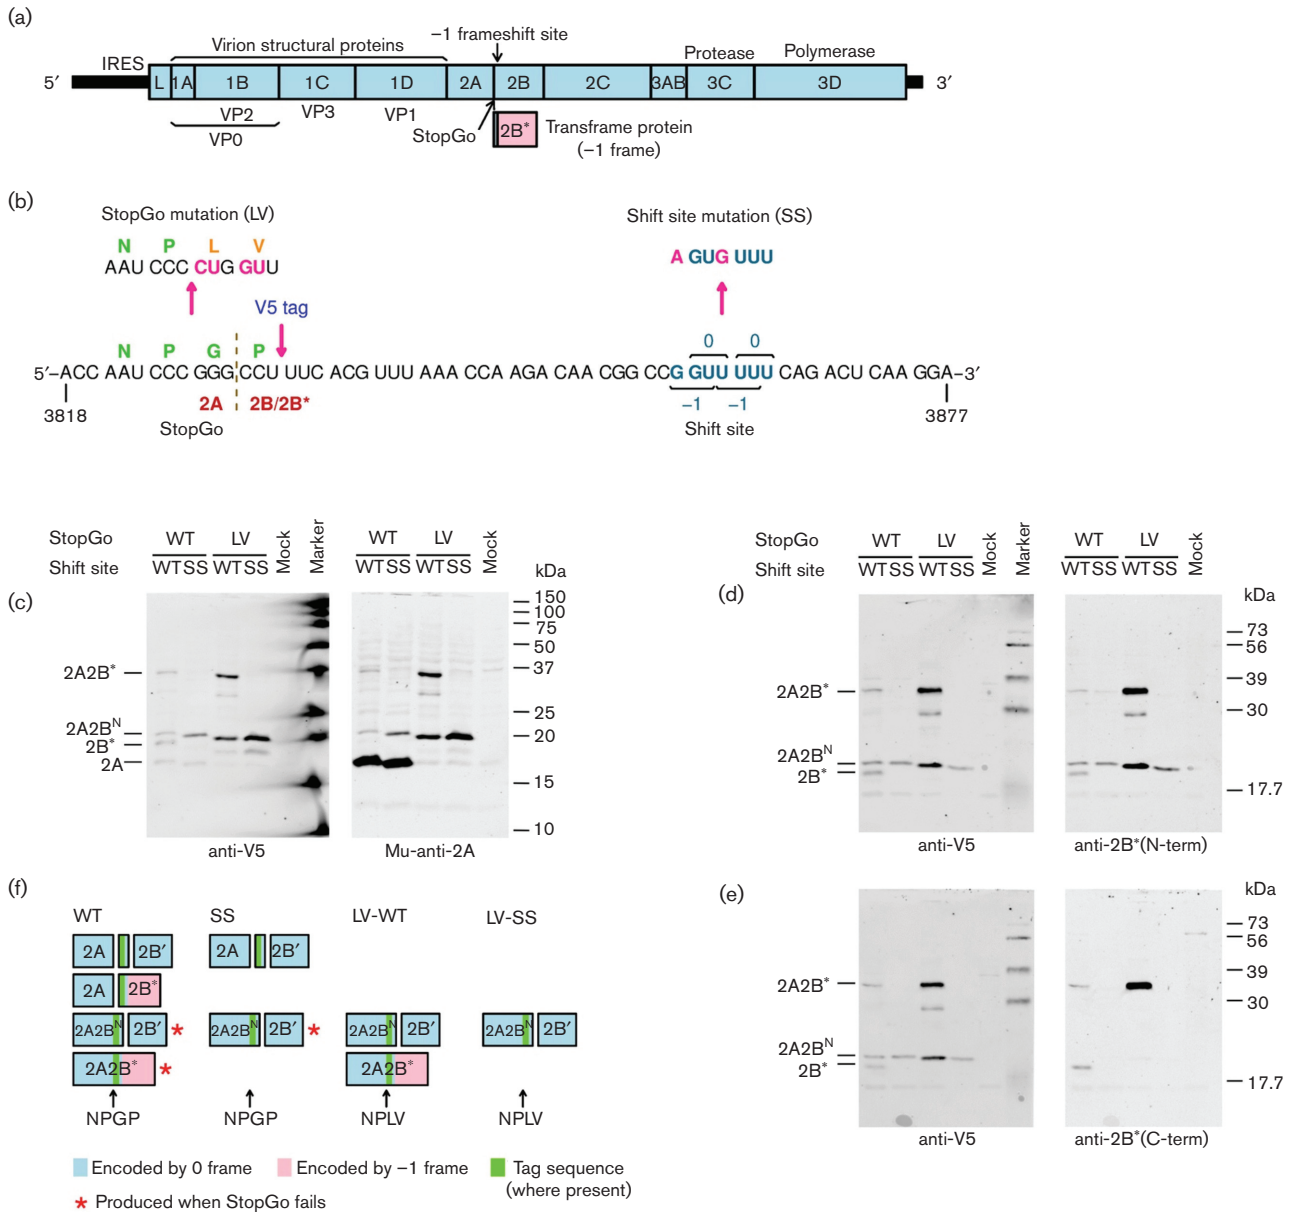 (a)
−1 frameshift site
Virion structural proteins
Protease
Polymerase
IRES
5′
L
1A
1B
1C
1D
2A
2B
2C
3AB
3C
3D
3′
VP2
VP3
VP1
VP0
StopGo
2B*
Transframe protein
(−1 frame)
(b)
StopGo mutation (LV)
Shift site mutation (SS)
N P L V
AAU CCC CUG GUU
A GUG UUU
V5 tag
N P G P
0 0
5′–ACC AAU CCC GGG CCU UUC ACG UUU AAA CCA AGA CAA CGG CCG GUU UUU CAG ACU CAA GGA–3′
2A 2B/2B*
−1 −1
3818
StopGo
Shift site
3877
StopGo WT LV Mock Marker WT LV Mock
Shift site WT SS WT SS WT SS WT SS
kDa
(c)
150
100
75
50
37
25
20
15
10
2A2B*
2A2BN
2B*
2A
anti-V5
Mu-anti-2A
StopGo WT LV Mock Marker WT LV Mock
Shift site WT SS WT SS WT SS WT SS
(d)
kDa
73
56
39
30
17.7
2A2B*
2A2BN
2B*
anti-V5
anti-2B*(N-term)
(e)
kDa
73
56
39
30
17.7
2A2B*
2A2BN
2B*
anti-V5
anti-2B*(C-term)
(f)
WT SS LV-WT LV-SS
2A 2B′ 2A 2B′
2A 2B*
2A2BN 2B′ * 2A2BN 2B′ * 2A2BN 2B′ 2A2BN 2B′
2A2B* * 2A2B*
NPGP NPGP NPLV NPLV
Encoded by 0 frame Encoded by −1 frame Tag sequence
(where present)
* Produced when StopGo fails